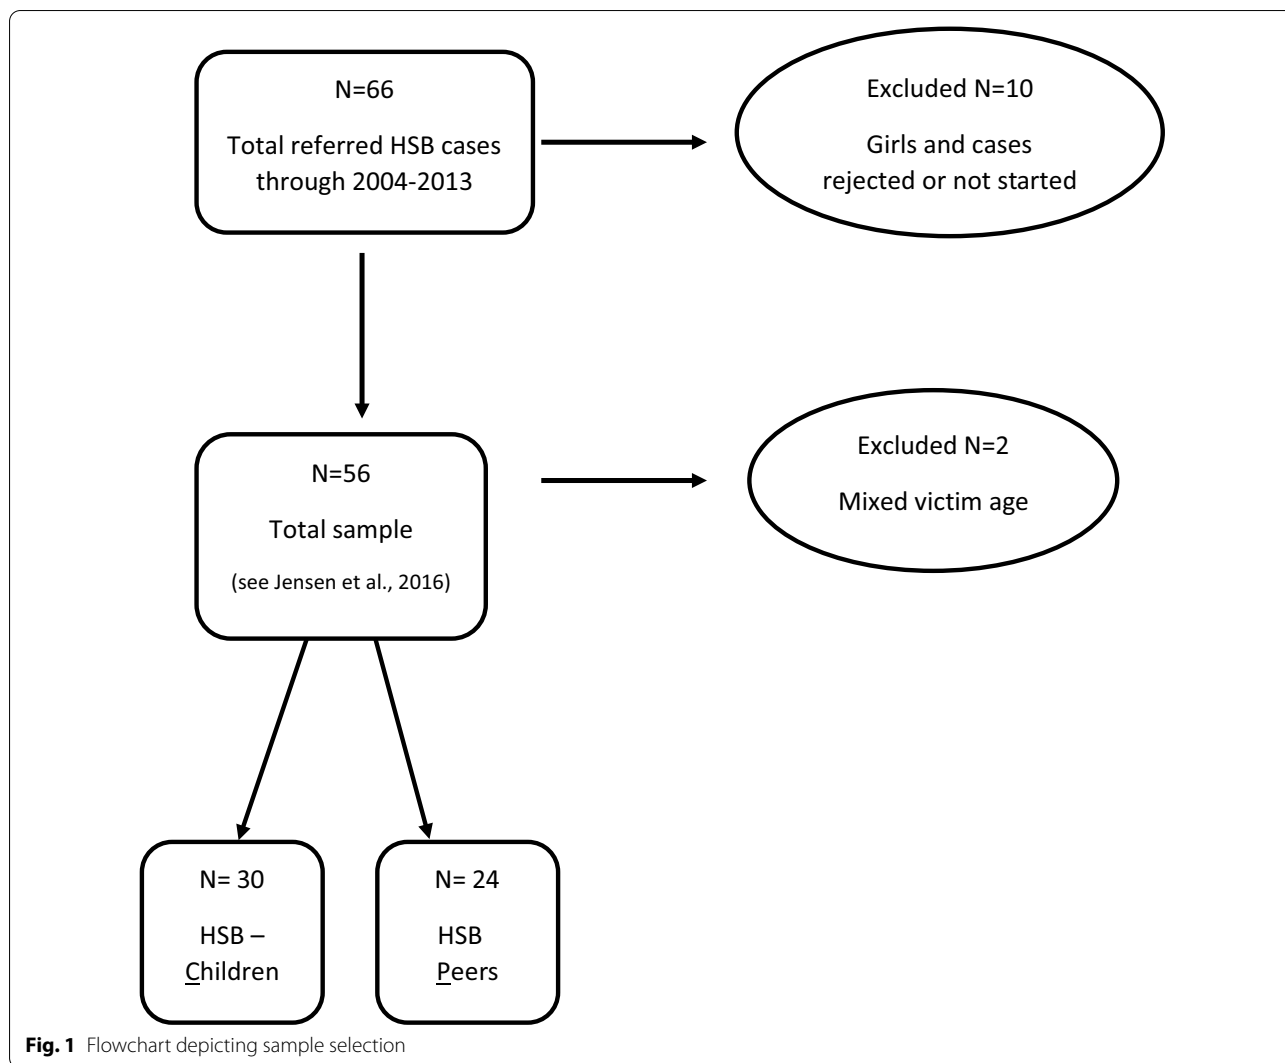 N=66
Total referred HSB cases
through 2004-2013
Excluded N=10
Girls and cases
rejected or not started
N=56
Total sample
(see Jensen et al., 2016)
Excluded N=2
Mixed victim age
N= 30
HSB –
Children
N= 24
HSB
Peers
Fig. 1 Flowchart depicting sample selection